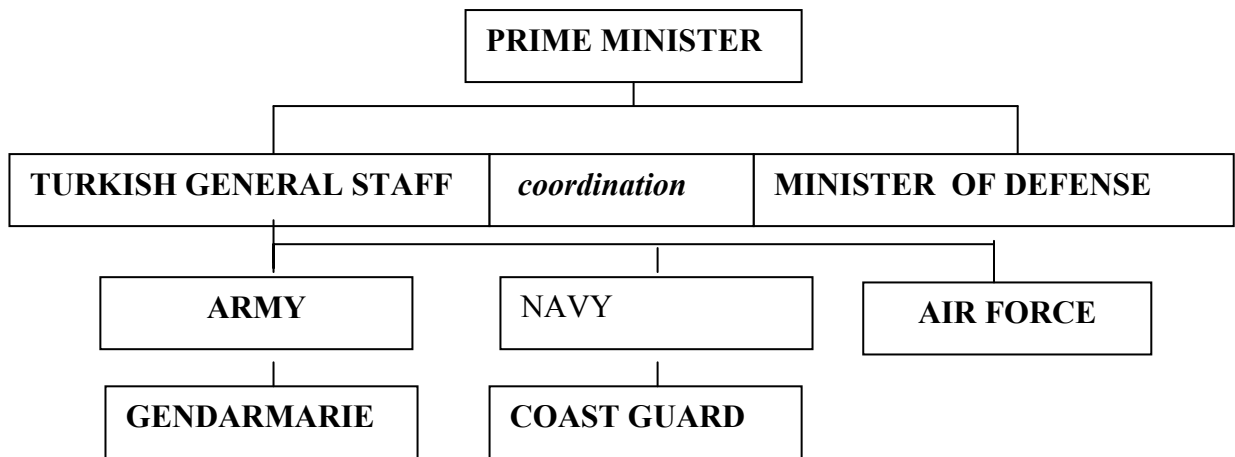 PRIME MINISTER
TURKISH GENERAL STAFF
coordination
MINISTER OF DEFENSE
ARMY
NAVY
AIR FORCE
GENDARMARIE
COAST GUARD